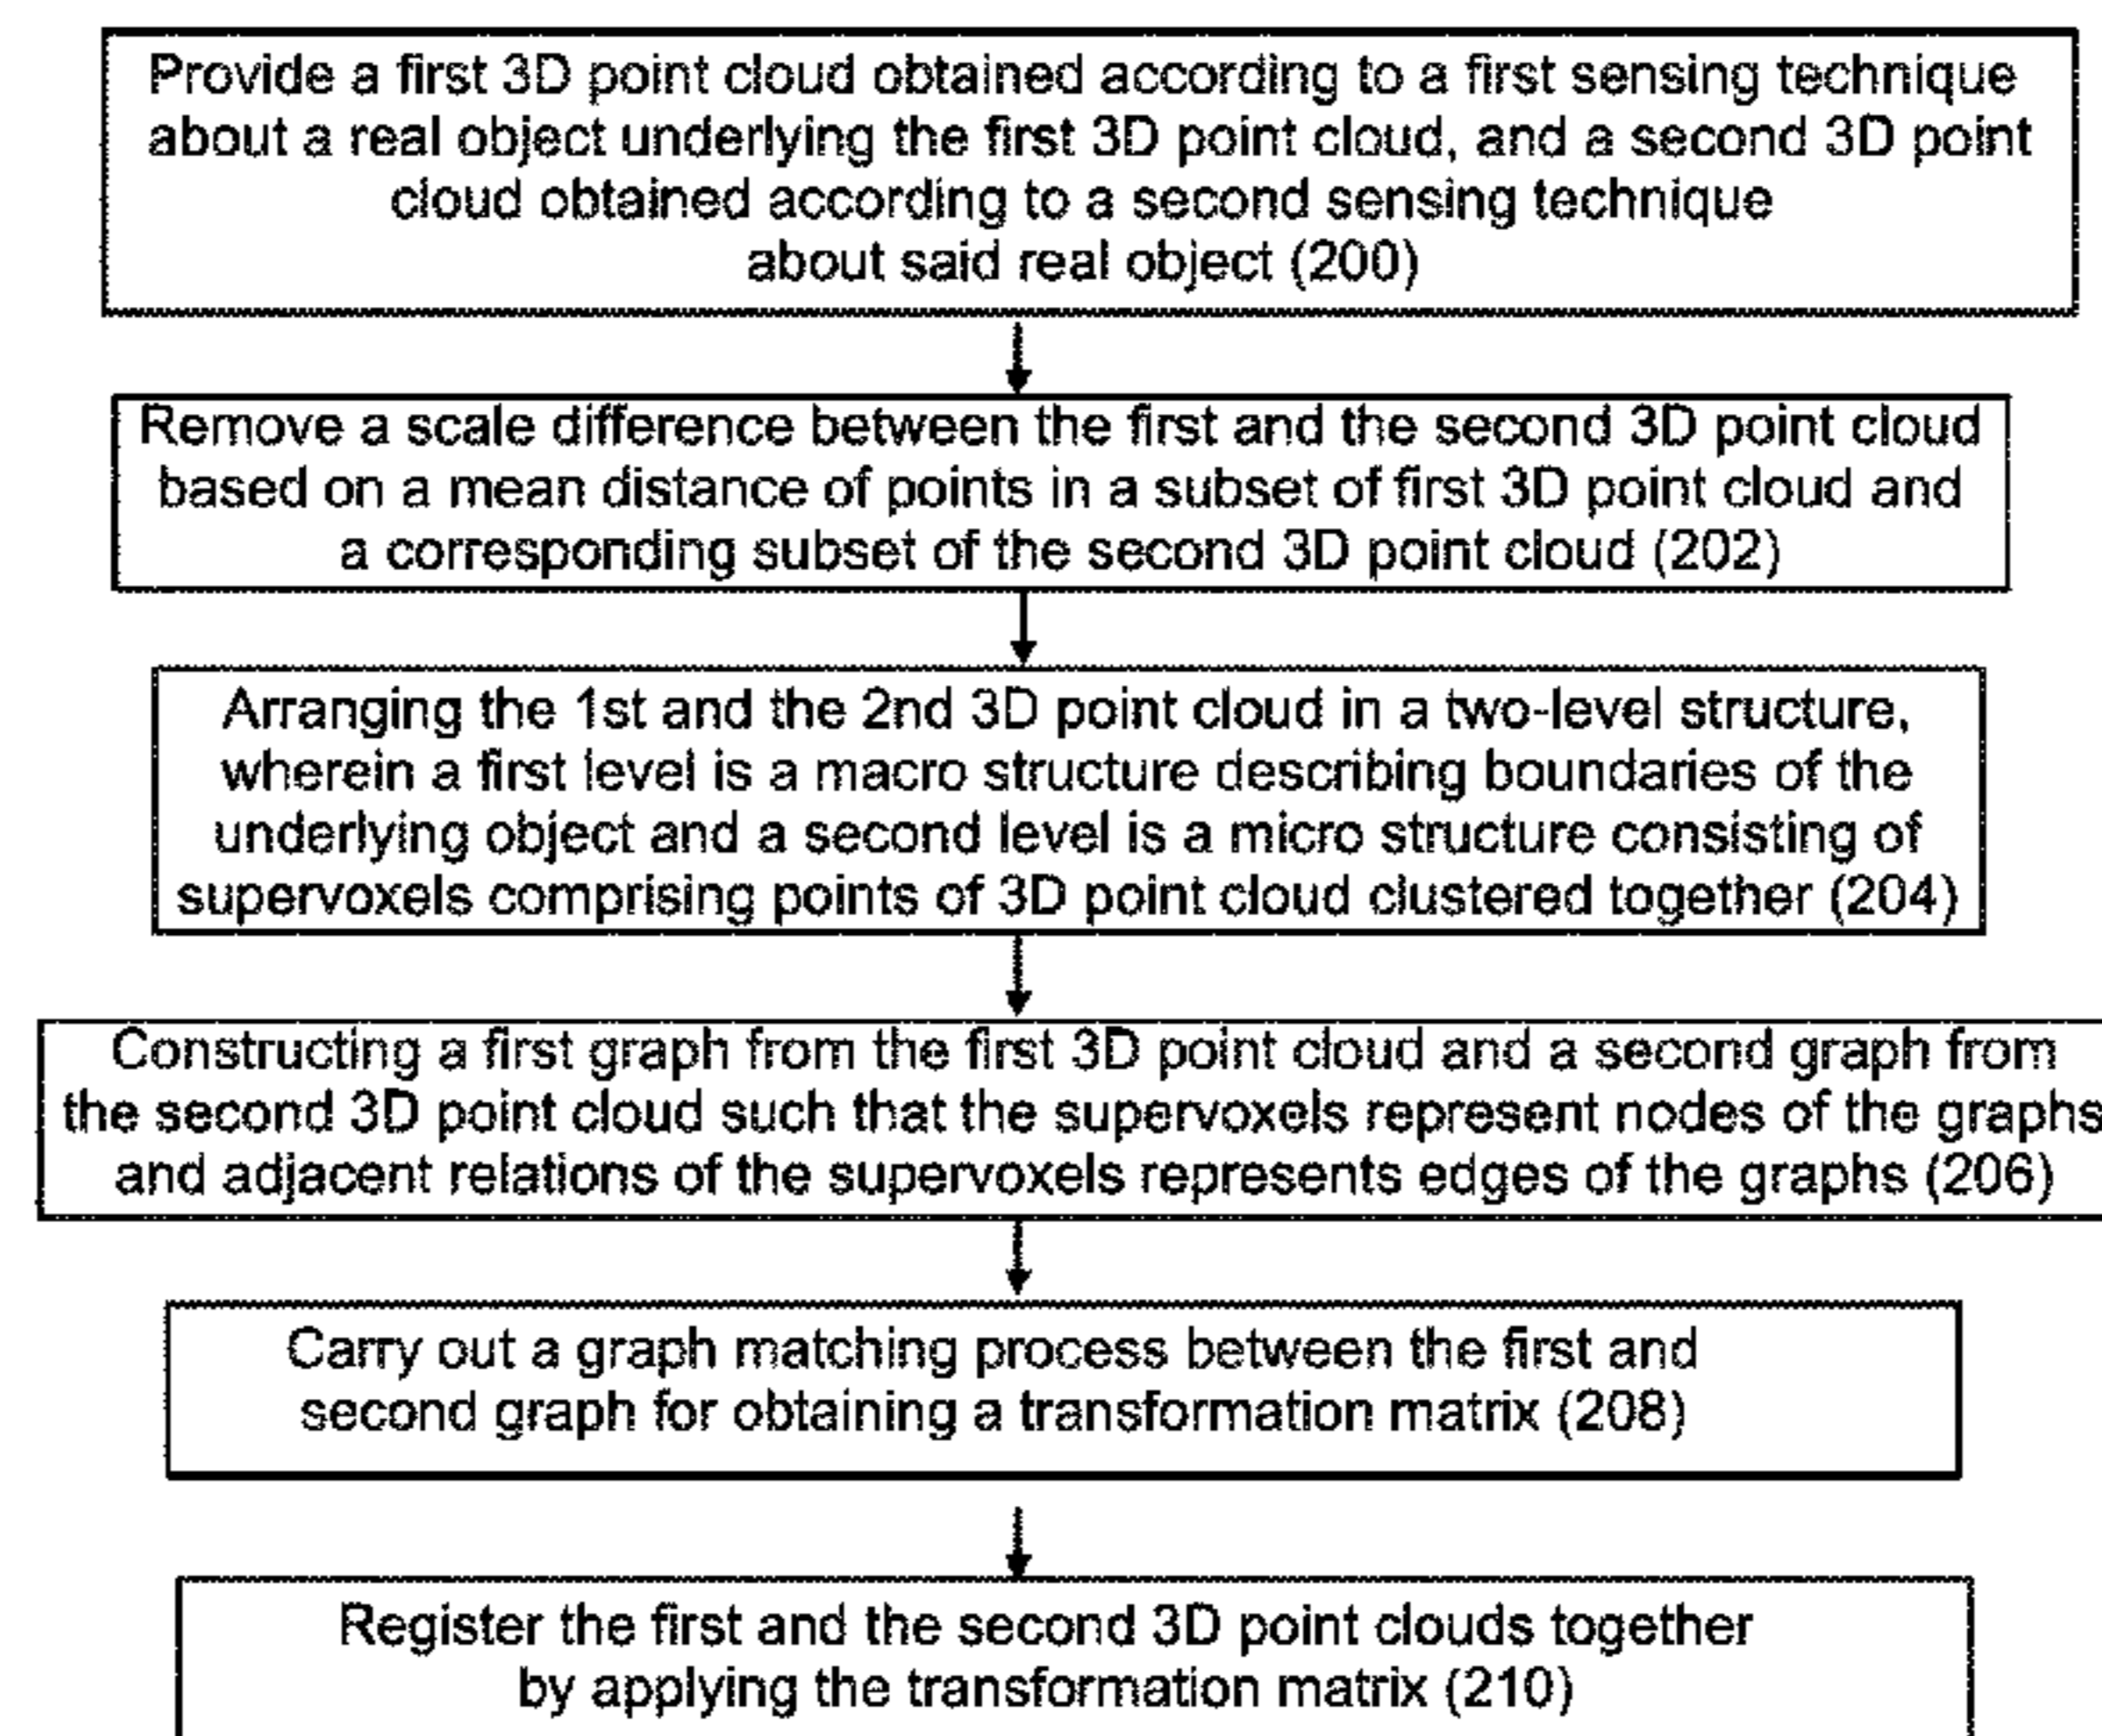 Provide a first 3D point cloud obtained according to a first sensing technique
about a real object underlying the first 3D point cloud, and a second 3D point
cloud obtained according to a second sensing technique
about said real object (200)
Remove a scale difference between the first and the second 3D point cloud
based on a mean distance of points in a subset of first 3D point cloud and
a corresponding subset of the second 3D point cloud (202)
Arranging the 1st and the 2nd 3D point cloud in a two-level structure,
wherein a first level is a macro structure describing boundaries of the
underlying object and a second level is a micro structure consisting of
supervoxels comprising points of 3D point cloud clustered together (204)
Constructing a first graph from the first 3D point cloud and a second graph from
the second 3D point cloud such that the supervoxels represent nodes of the graphs
and adjacent relations of the supervoxels represents edges of the graphs (206)
Carry out a graph matching process between the first and
second graph for obtaining a transformation matrix (208)
Register the first and the second 3D point clouds together
by applying the transformation matrix (210)